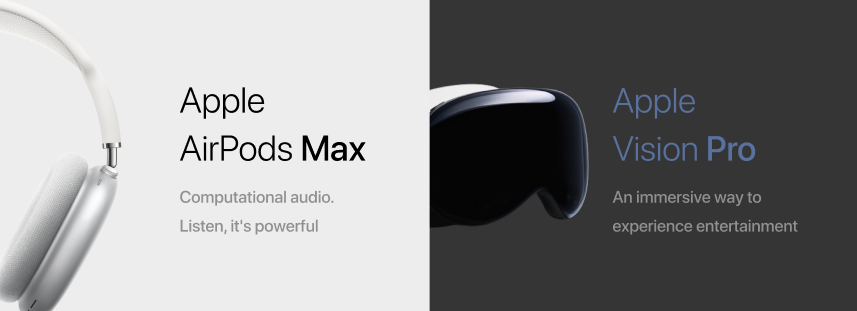 Apple
AirPods Max
Computational audio.
Listen, it's powerful
Apple
Vision Pro
An immersive way to
experience entertainment